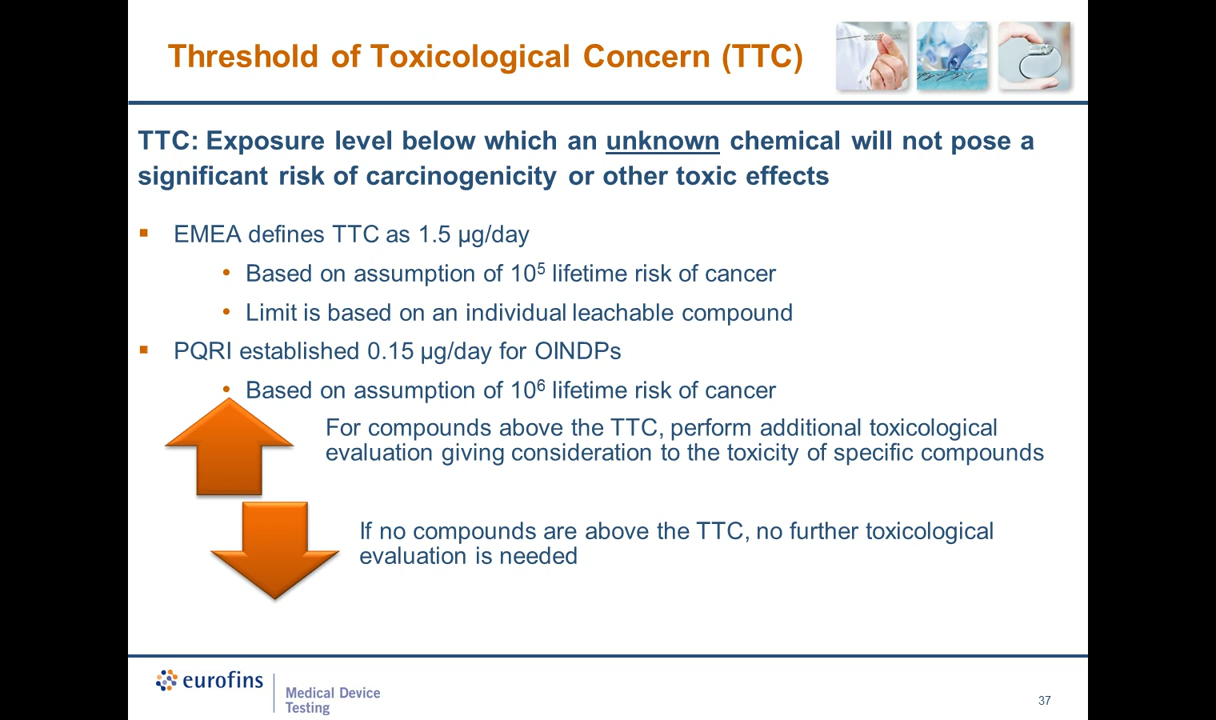 Threshold of Toxicological Concern (TTC)
TTC: Exposure level below which an unknown chemical will not pose a
significant risk of carcinogenicity or other toxic effects
▪ EMEA defines TTC as 1.5 µg/day
• Based on assumption of 10⁵ lifetime risk of cancer
• Limit is based on an individual leachable compound
▪ PQRI established 0.15 µg/day for OINDPs
• Based on assumption of 10⁶ lifetime risk of cancer
For compounds above the TTC, perform additional toxicological
evaluation giving consideration to the toxicity of specific compounds
If no compounds are above the TTC, no further toxicological
evaluation is needed
eurofins
Medical Device
Testing
37